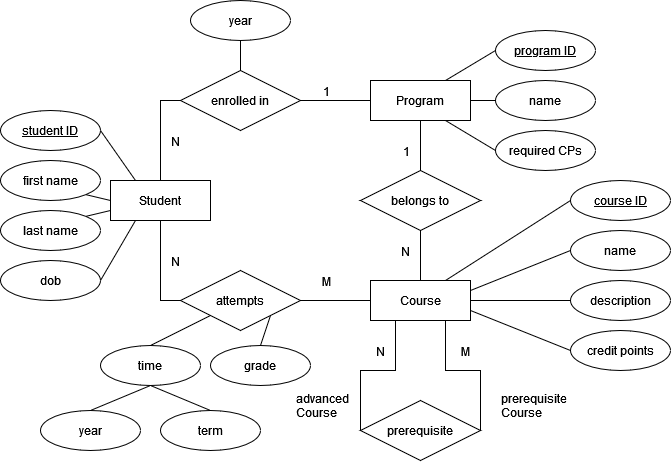 year
program ID
enrolled in
1
Program
name
student ID
N
required CPs
1
first name
Student
belongs to
course ID
last name
N
N
name
dob
M
attempts
Course
description
time
grade
N
M
credit points
advanced
Course
prerequisite
Course
year
term
prerequisite